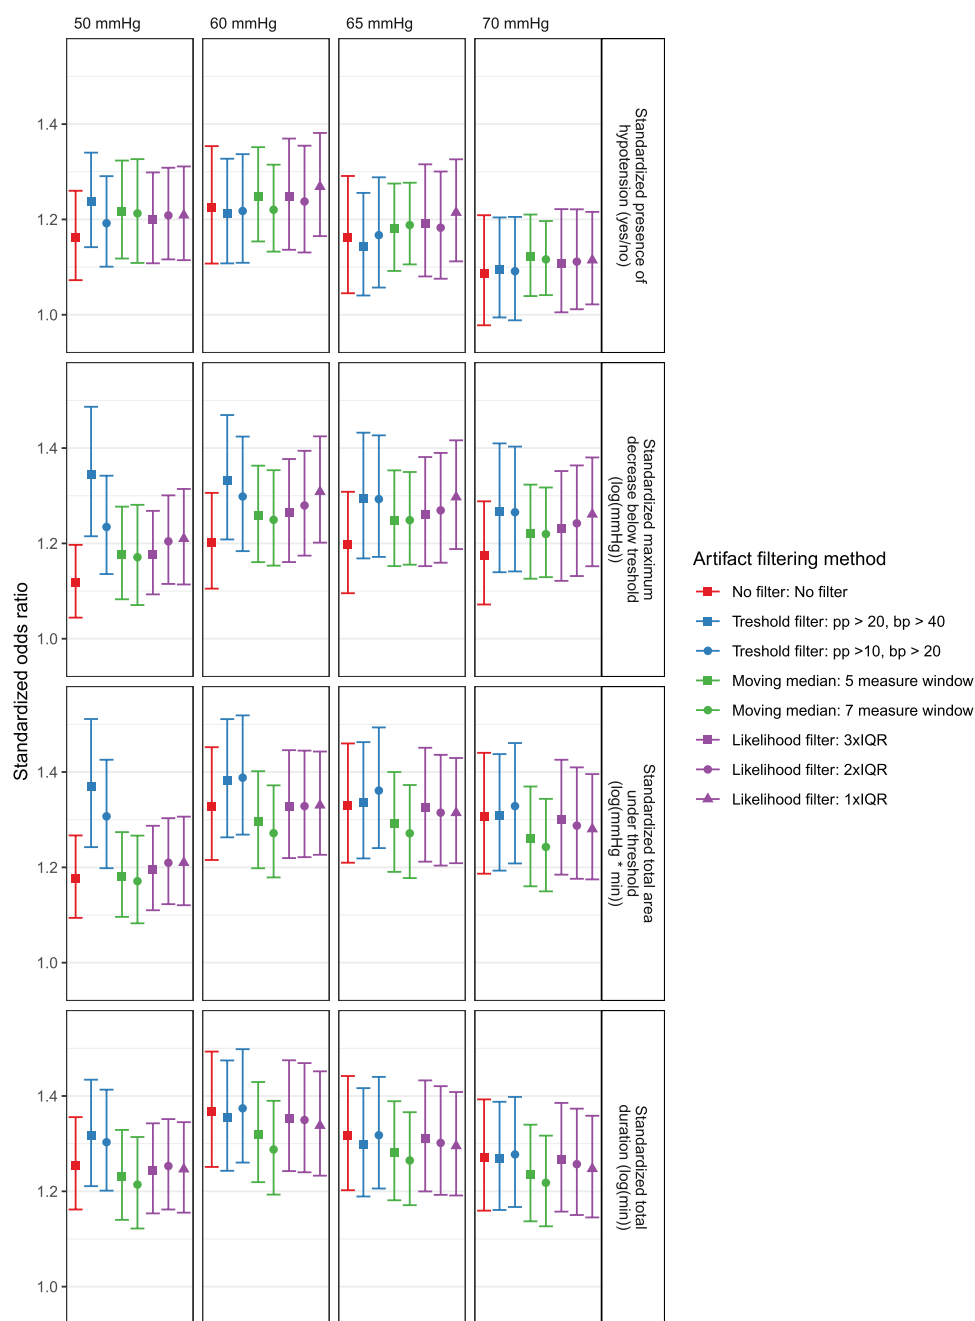 50 mmHg
60 mmHg
65 mmHg
70 mmHg
Standardized odds ratio
1.4
1.2
1.0
Standardized presence of
hypotension (yes/no)
1.4
1.2
1.0
Standardized maximum
decrease below treshold
(log(mmHg))
1.4
1.2
1.0
Standardized total area
under threshold
(log(mmHg * min))
1.4
1.2
1.0
Standardized total
duration (log(min))
Artifact filtering method
No filter: No filter
Treshold filter: pp > 20, bp > 40
Treshold filter: pp >10, bp > 20
Moving median: 5 measure window
Moving median: 7 measure window
Likelihood filter: 3xIQR
Likelihood filter: 2xIQR
Likelihood filter: 1xIQR